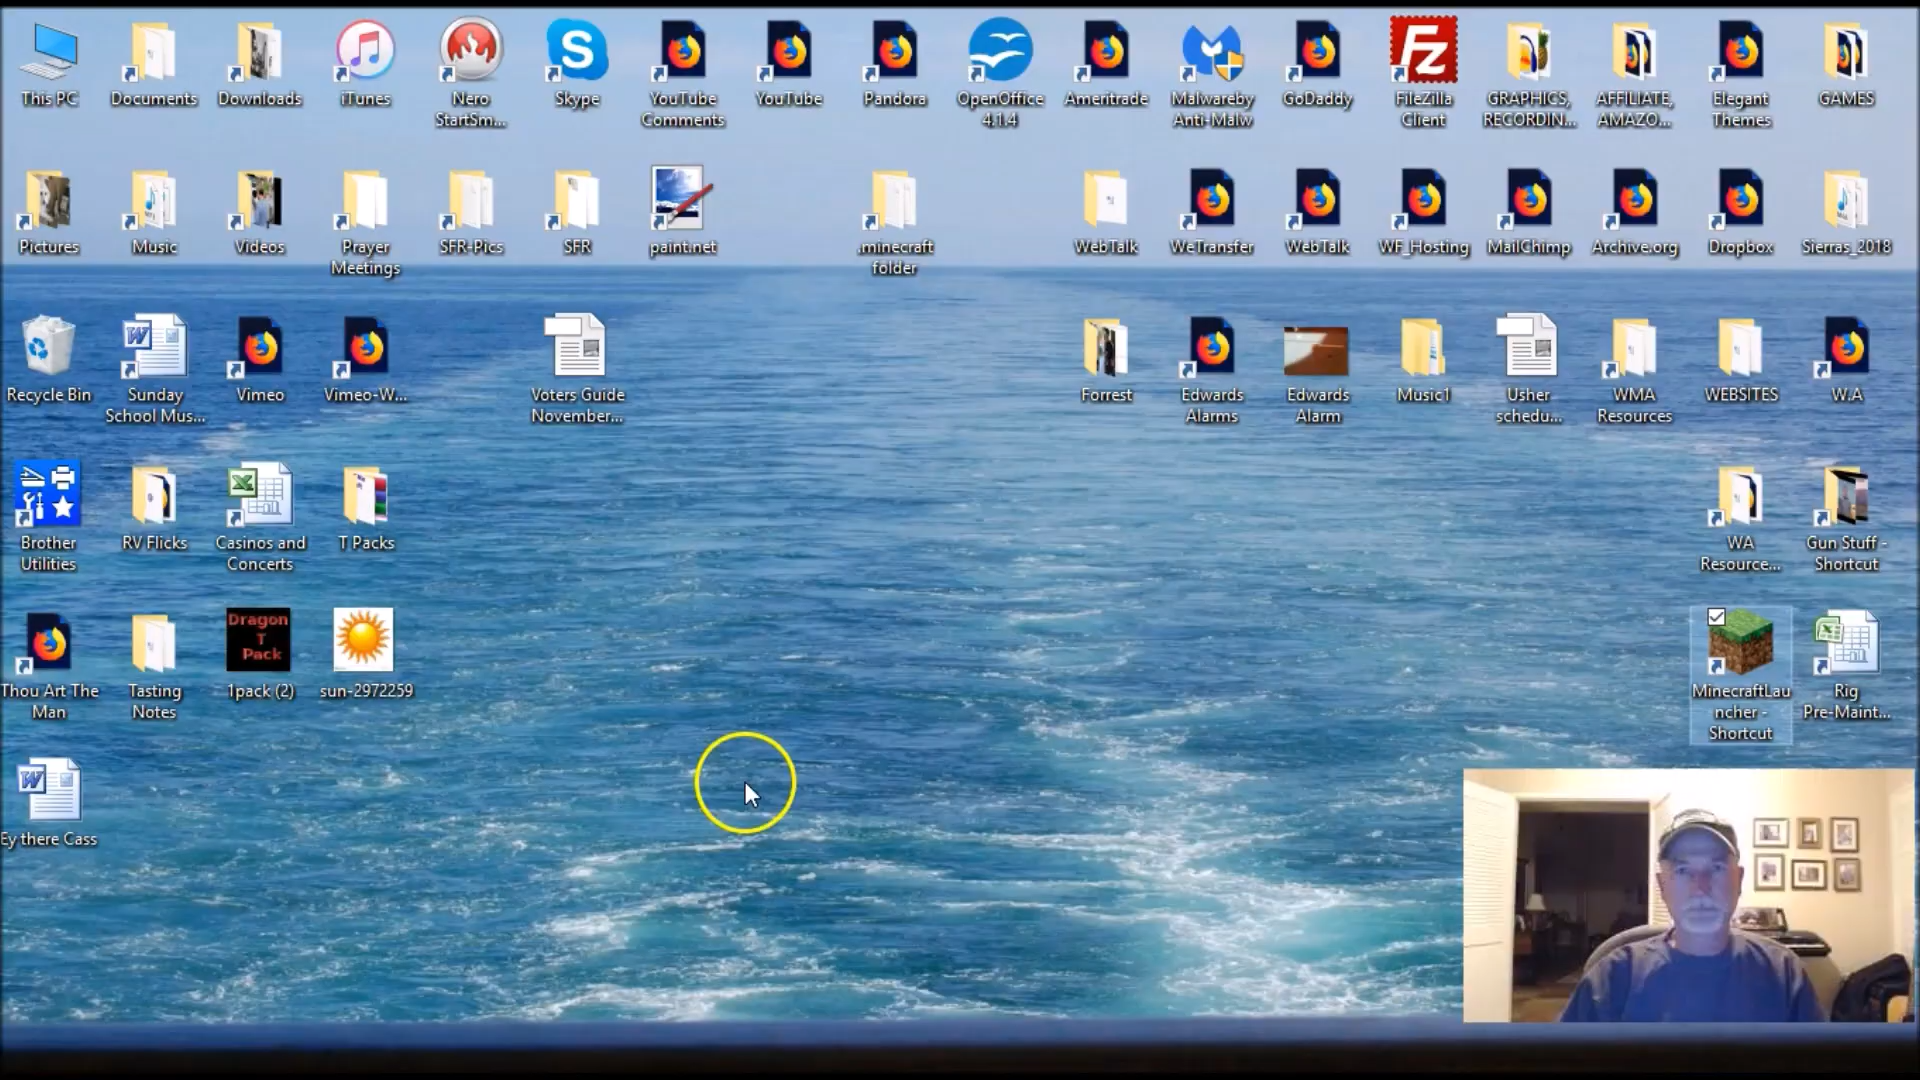 This PC
Documents
Downloads
iTunes
Nero
StartSm...
Skype
YouTube
Comments
YouTube
Pandora
OpenOffice
4.1.4
Ameritrade
Malwareby
Anti-Malw
GoDaddy
FileZilla
Client
GRAPHICS,
RECORDIN...
AFFILIATE,
AMAZO...
Elegant
Themes
GAMES
Pictures
Music
Videos
Prayer
Meetings
SFR-Pics
SFR
paint.net
.minecraft
folder
WebTalk
WeTransfer
WebTalk
WF_Hosting
MailChimp
Archive.org
Dropbox
Sierras_2018
Recycle Bin
Sunday
School Mus...
Vimeo
Vimeo-W...
Voters Guide
November...
Forrest
Edwards
Alarms
Edwards
Alarm
Music1
Usher
schedu...
WMA
Resources
WEBSITES
W.A
Brother
Utilities
RV Flicks
Casinos and
Concerts
T Packs
WA
Resource...
Gun Stuff -
Shortcut
Thou Art The
Man
Tasting
Notes
Dragon
T
Pack
1pack (2)
sun-2972259
MinecraftLau
ncher -
Shortcut
Rig
Pre-Maint...
Ey there Cass